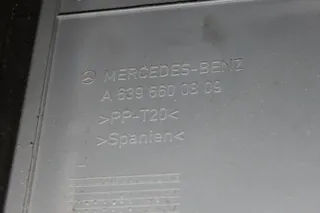 MERCEDES-BENZ
A 639 660 08 09
>PP-T20<
>Spanien<